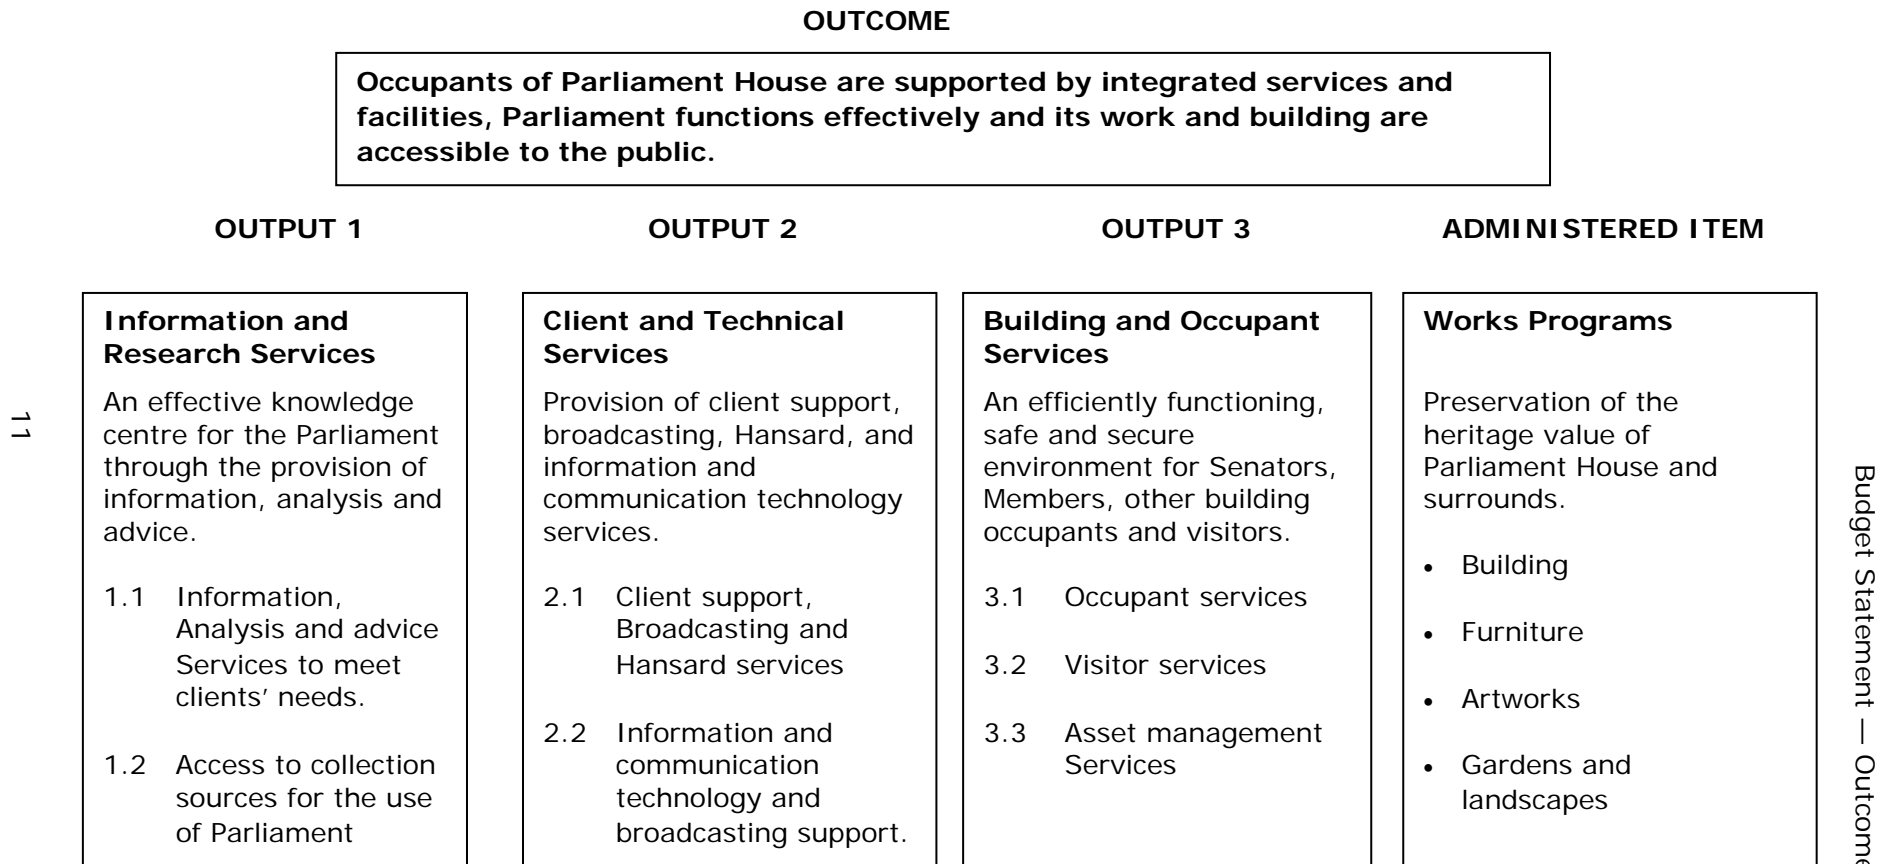 OUTCOME
Occupants of Parliament House are supported by integrated services and
facilities, Parliament functions effectively and its work and building are
accessible to the public.
OUTPUT 1
OUTPUT 2
OUTPUT 3
ADMINISTERED ITEM
Information and
Research Services
An effective knowledge
centre for the Parliament
through the provision of
information, analysis and
advice.
1.1 Information,
Analysis and advice
Services to meet
clients’ needs.
1.2 Access to collection
sources for the use
of Parliament
Client and Technical
Services
Provision of client support,
broadcasting, Hansard, and
information and
communication technology
services.
2.1 Client support,
Broadcasting and
Hansard services
2.2 Information and
communication
technology and
broadcasting support.
Building and Occupant
Services
An efficiently functioning,
safe and secure
environment for Senators,
Members, other building
occupants and visitors.
3.1 Occupant services
3.2 Visitor services
3.3 Asset management
Services
Works Programs
Preservation of the
heritage value of
Parliament House and
surrounds.
• Building
• Furniture
• Artworks
• Gardens and
landscapes
11
Budget Statement — Outcome